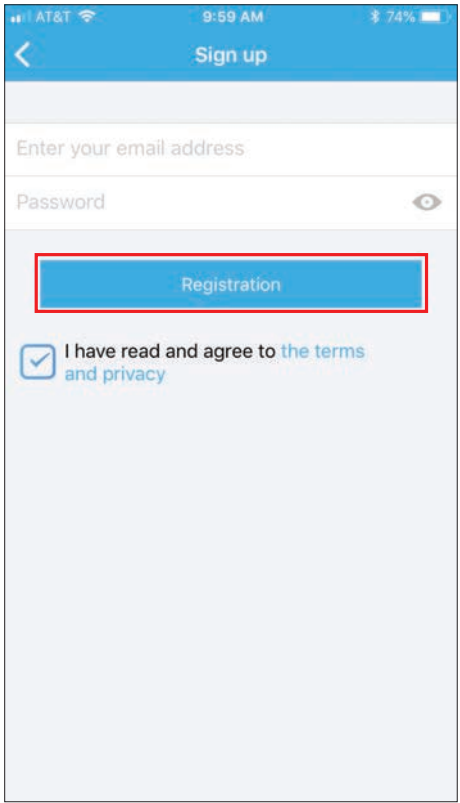 AT&T 9:59 AM 74%
Sign up
Enter your email address
Password
Registration
I have read and agree to the terms
and privacy